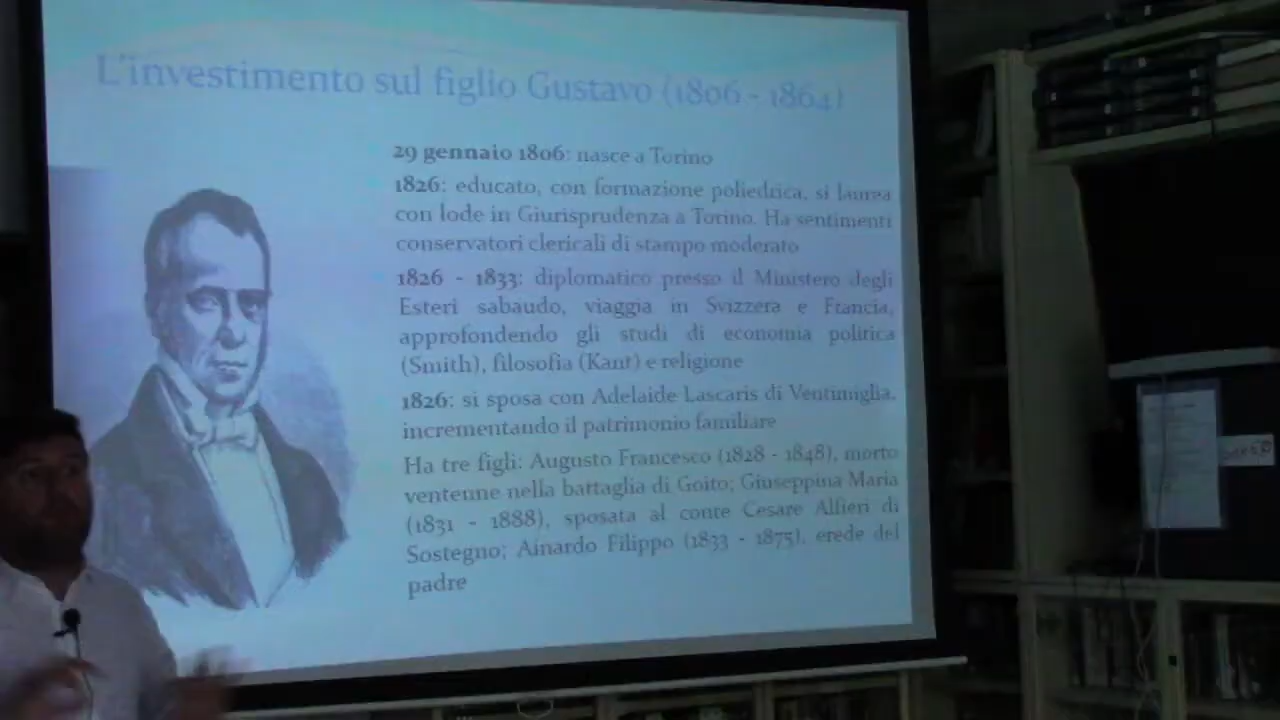 L'investimento sul figlio Gustavo (1806 - 1864)
29 gennaio 1806: nasce a Torino
1826: educato, con formazione poliedrica, si laurea
con lode in Giurisprudenza a Torino. Ha sentimenti
conservatori clericali di stampo moderato
1826 - 1833: diplomatico presso il Ministero degli
Esteri sabaudo, viaggia in Svizzera e Francia,
approfondendo gli studi di economia politica
(Smith), filosofia (Kant) e religione
1826: si sposa con Adelaide Lascaris di Ventimiglia,
incrementando il patrimonio familiare
Ha tre figli: Augusto Francesco (1828 - 1848), morto
ventenne nella battaglia di Goito; Giuseppina Maria
(1831 - 1888), sposata al conte Cesare Alfieri di
Sostegno; Ainardo Filippo (1833 - 1875), erede del
padre